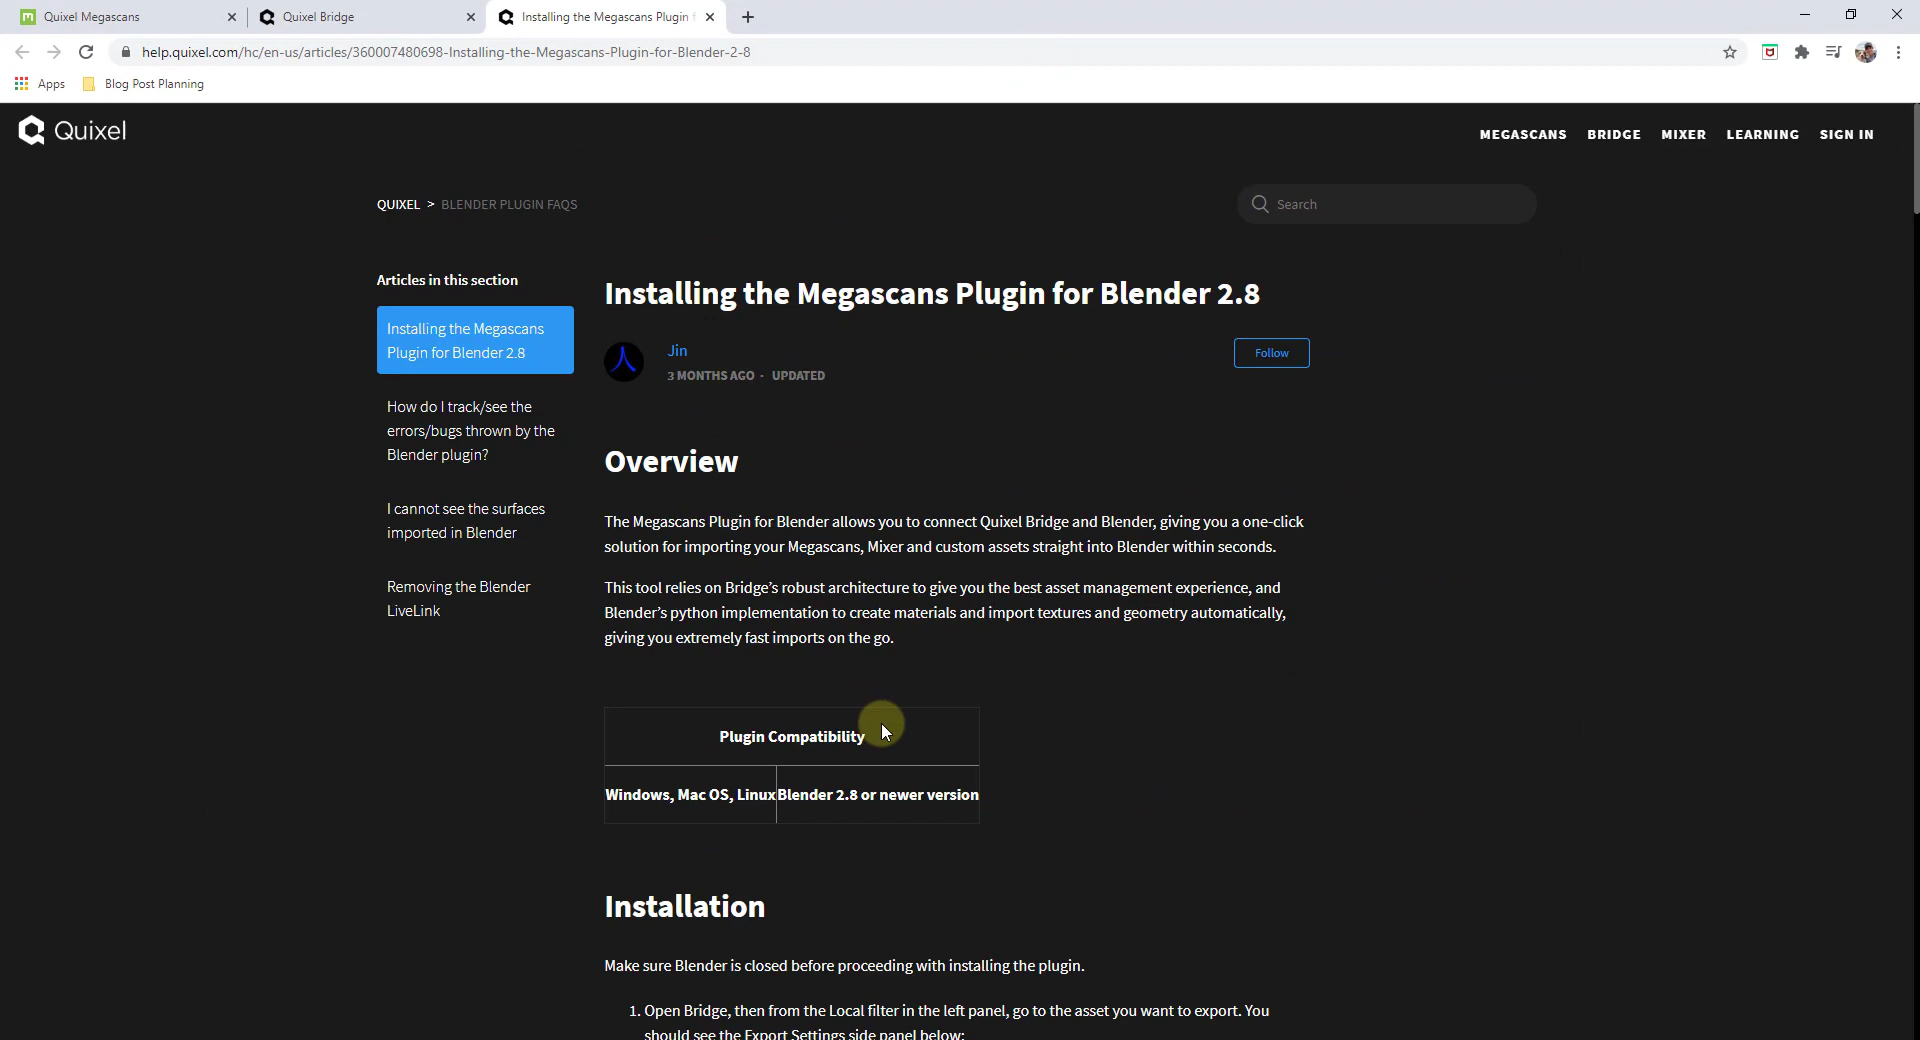 Quixel Megascans
Quixel Bridge
Installing the Megascans Plugin f
help.quixel.com/hc/en-us/articles/360007480698-Installing-the-Megascans-Plugin-for-Blender-2-8
Apps
Blog Post Planning
Quixel
MEGASCANS
BRIDGE
MIXER
LEARNING
SIGN IN
QUIXEL > BLENDER PLUGIN FAQS
Search
Articles in this section
Installing the Megascans
Plugin for Blender 2.8
How do I track/see the
errors/bugs thrown by the
Blender plugin?
I cannot see the surfaces
imported in Blender
Removing the Blender
LiveLink
Installing the Megascans Plugin for Blender 2.8
Jin
3 MONTHS AGO · UPDATED
Follow
Overview
The Megascans Plugin for Blender allows you to connect Quixel Bridge and Blender, giving you a one-click
solution for importing your Megascans, Mixer and custom assets straight into Blender within seconds.
This tool relies on Bridge’s robust architecture to give you the best asset management experience, and
Blender’s python implementation to create materials and import textures and geometry automatically,
giving you extremely fast imports on the go.
Plugin Compatibility
Windows, Mac OS, Linux
Blender 2.8 or newer version
Installation
Make sure Blender is closed before proceeding with installing the plugin.
1. Open Bridge, then from the Local filter in the left panel, go to the asset you want to export. You
should see the Export Settings side panel below: